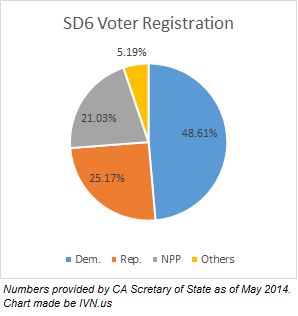 SD6 Voter Registration
5.19%
21.03%
48.61%
25.17%
Dem. Rep. NPP Others
Numbers provided by CA Scretary of State as of May 2014.
Chart made be IVN.us